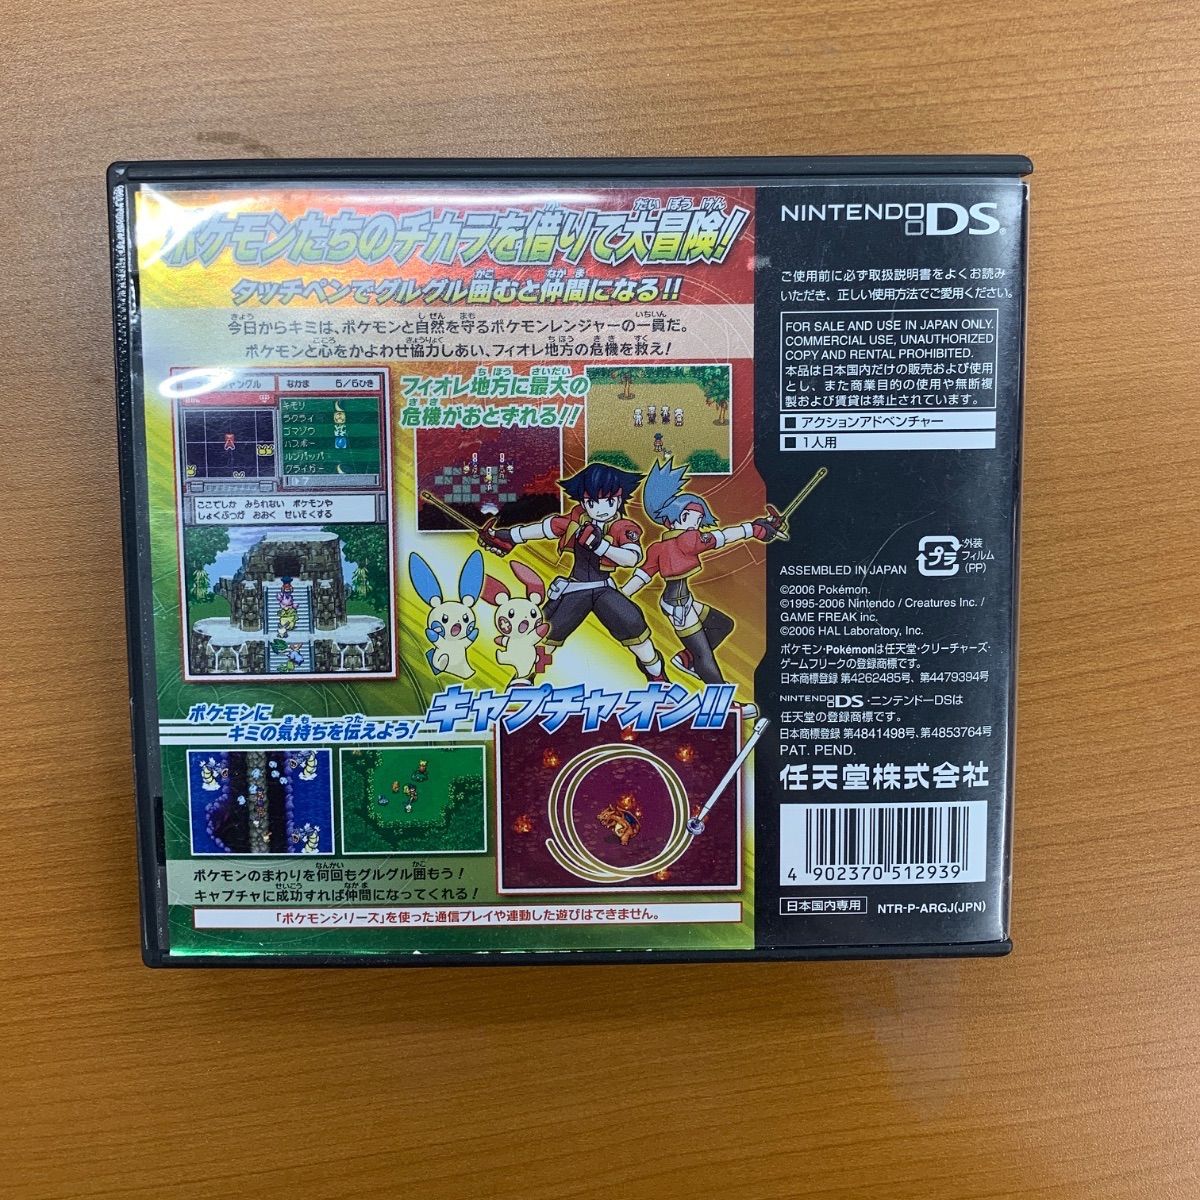 ポケモンたちのチカラを借りて大冒険!
タッチペンでグルグル囲むと仲間になる!!
今日からキミは、ポケモンと自然を守るポケモンレンジャーの一員だ。
ポケモンと心をかよわせ協力しあい、フィオレ地方の危機を救え!
ジャングル
なかま 5/5ひき
キモリ
ラクライ
ゴマゾウ
ハスボー
ルンパッパ
クライガー
ここでしか みられない ポケモンや
しょくぶつが おおく せいそくする
フィオレ地方に最大の
危機がおとずれる!!
キャプチャ オン!!
ポケモンに
キミの気持ちを伝えよう!
ポケモンのまわりを何回もグルグル囲もう!
キャプチャに成功すれば仲間になってくれる!
「ポケモンシリーズ」を使った通信プレイや連動した遊びはできません。
NINTENDO DS
ご使用前に必ず取扱説明書をよくお読み
いただき、正しい使用方法でご愛用ください。
FOR SALE AND USE IN JAPAN ONLY.
COMMERCIAL USE, UNAUTHORIZED
COPY AND RENTAL PROHIBITED.
本品は日本国内だけの販売および使用
とし、また商業目的の使用や無断複
製および賃貸は禁止されています。
■ アクションアドベンチャー
■ 1人用
プラ
外装
フィルム
(PP)
ASSEMBLED IN JAPAN
©2006 Pokémon.
©1995-2006 Nintendo / Creatures Inc. /
GAME FREAK inc.
©2006 HAL Laboratory, Inc.
ポケモン・Pokémonは任天堂・クリーチャーズ・
ゲームフリークの登録商標です。
日本商標登録 第4262485号、第4479394号
NINTENDO DS・ニンテンドーDSは
任天堂の登録商標です。
日本商標登録 第4841498号、第4853764号
PAT. PEND.
任天堂株式会社
4 902370 512939
日本国内専用
NTR-P-ARGJ(JPN)